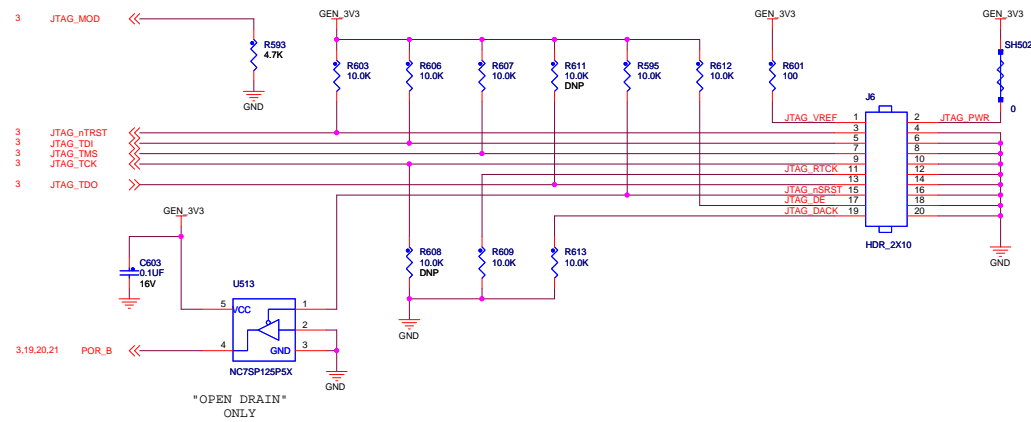 3 JTAG_MOD
GEN_3V3
GEN_3V3
GEN_3V3
R593
4.7K
GND
R603
10.0K
R606
10.0K
R607
10.0K
R611
10.0K
DNP
R595
10.0K
R612
10.0K
R601
100
SH502
0
J6
3 JTAG_nTRST
3 JTAG_TDI
3 JTAG_TMS
3 JTAG_TCK
3 JTAG_TDO
JTAG_VREF 1 2 JTAG_PWR
3 4
5 6
7 8
9 10
JTAG_RTCK 11 12
13 14
JTAG_nSRST 15 16
JTAG_DE 17 18
JTAG_DACK 19 20
HDR_2X10
GND
GEN_3V3
C603
0.1UF
16V
R608
10.0K
DNP
R609
10.0K
R613
10.0K
GND
U513
5 VCC 1
2
4 GND 3
NC7SP125P5X
GND
3,19,20,21 POR_B
"OPEN DRAIN"
ONLY